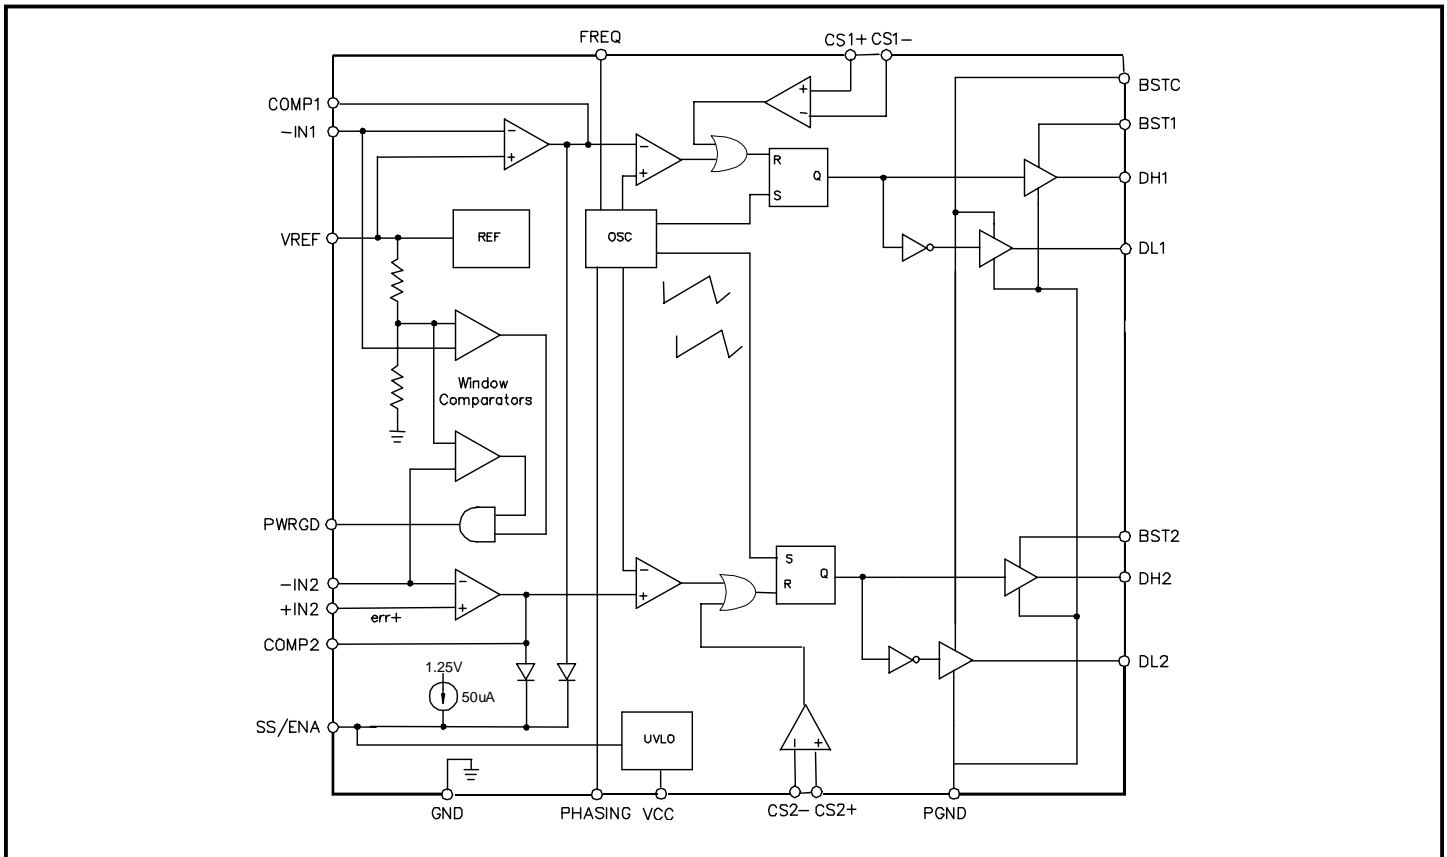 FREQ
CS1+ CS1-
COMP1
-IN1
VREF
REF
OSC
R
Q
S
BSTC
BST1
DH1
DL1
- +
- +
+ -
Window
Comparators
PWRGD
-IN2
+IN2
err+
COMP2
1.25V
50uA
SS/ENA
UVLO
- +
- +
S
Q
R
- +
BST2
DH2
DL2
GND
PHASING
VCC
CS2- CS2+
PGND